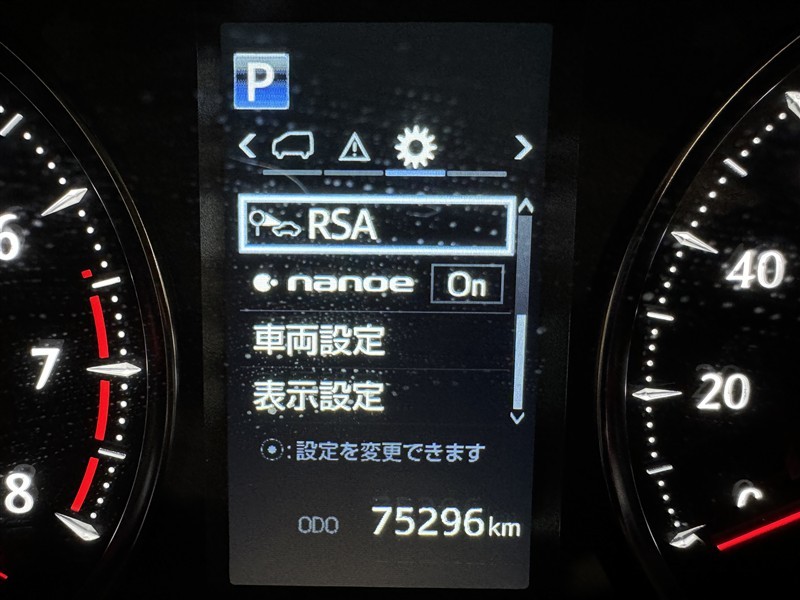 P
RSA
nanoe On
車両設定
表示設定
:設定を変更できます
ODO 75296km
6
7
8
40
20